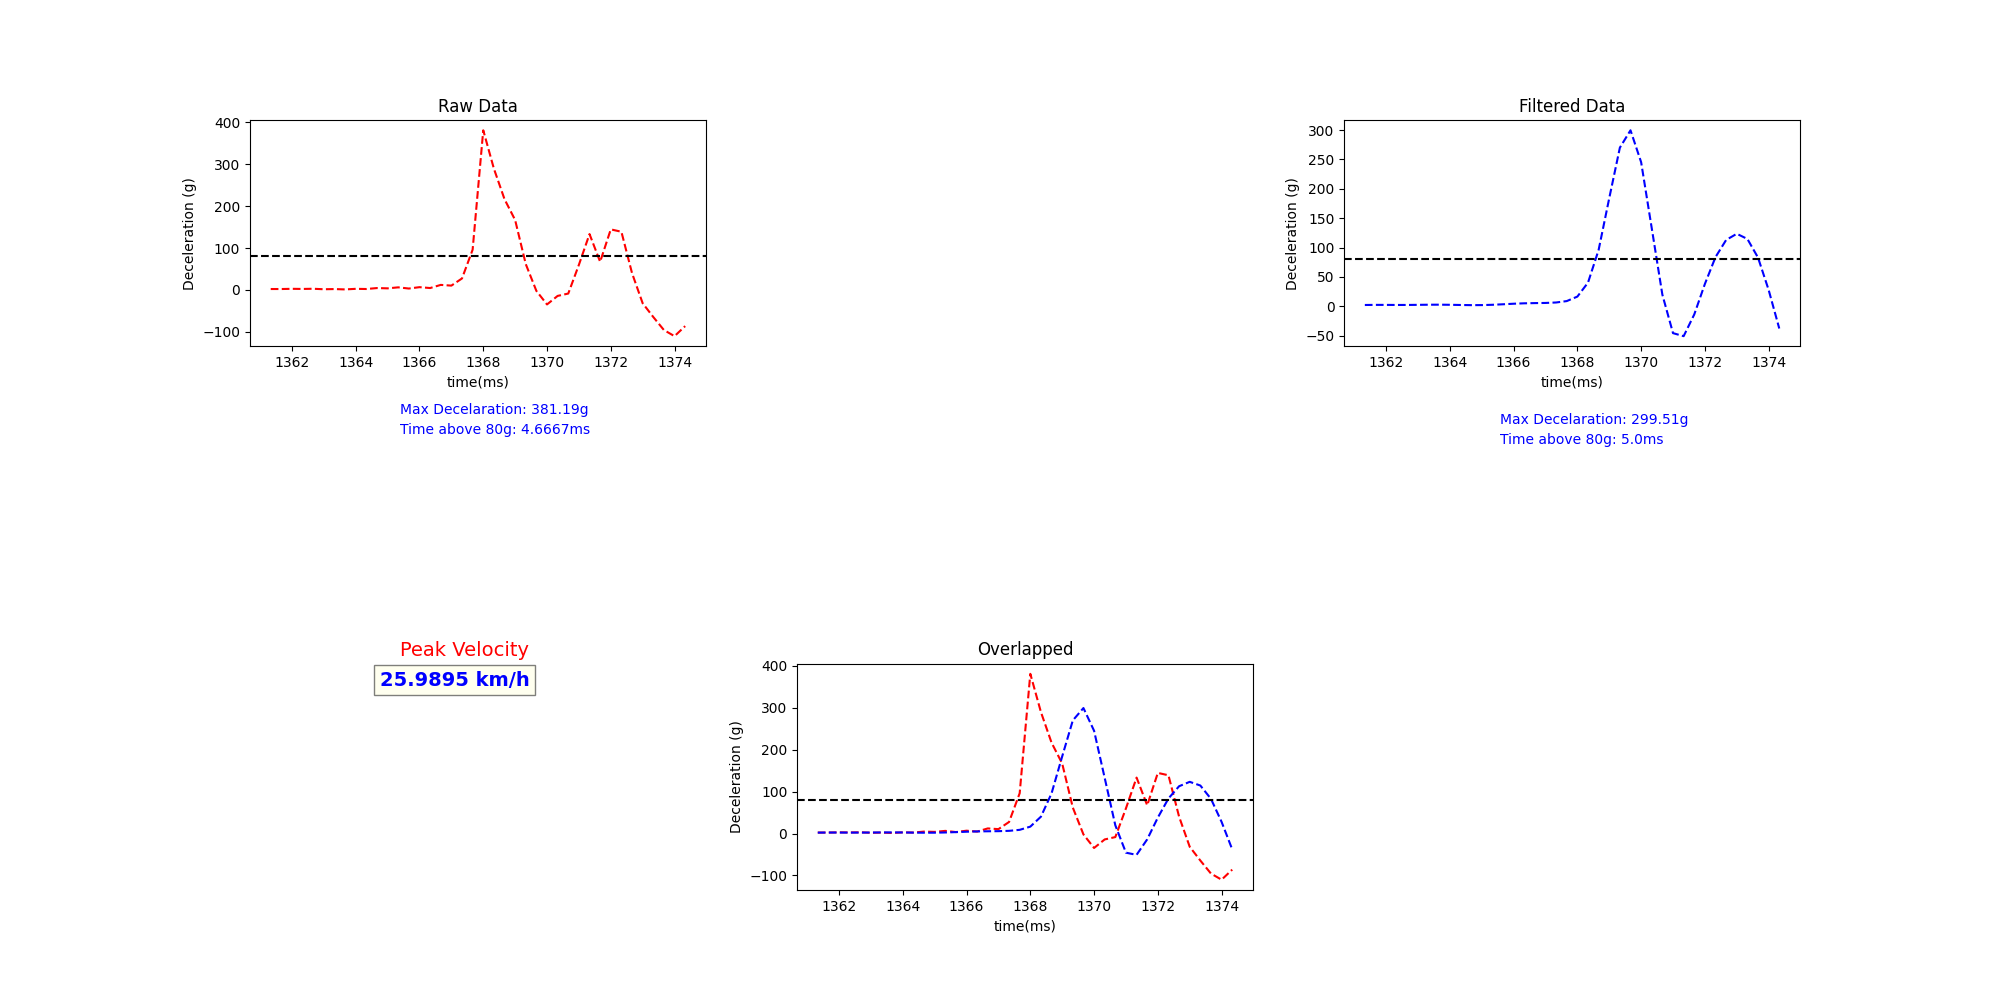 Raw Data
400
300
200
100
0
−100
Deceleration (g)
1362 1364 1366 1368 1370 1372 1374
time(ms)
Max Decelaration: 381.19g
Time above 80g: 4.6667ms
Filtered Data
300
250
200
150
100
50
0
−50
Deceleration (g)
1362 1364 1366 1368 1370 1372 1374
time(ms)
Max Decelaration: 299.51g
Time above 80g: 5.0ms
Peak Velocity
25.9895 km/h
Overlapped
400
300
200
100
0
−100
Deceleration (g)
1362 1364 1366 1368 1370 1372 1374
time(ms)